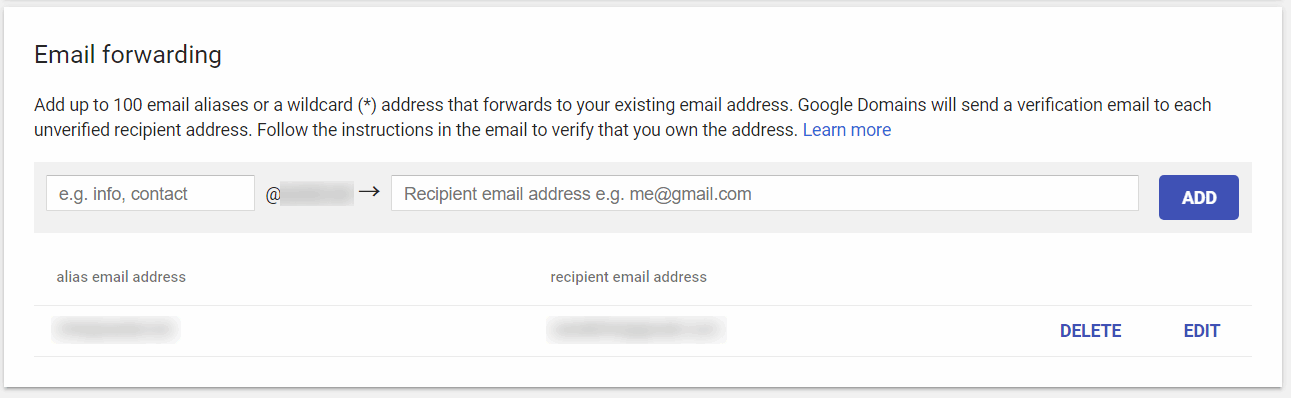 Email forwarding
Add up to 100 email aliases or a wildcard (*) address that forwards to your existing email address. Google Domains will send a verification email to each
unverified recipient address. Follow the instructions in the email to verify that you own the address. Learn more
e.g. info, contact @ → Recipient email address e.g. me@gmail.com ADD
alias email address recipient email address
DELETE EDIT